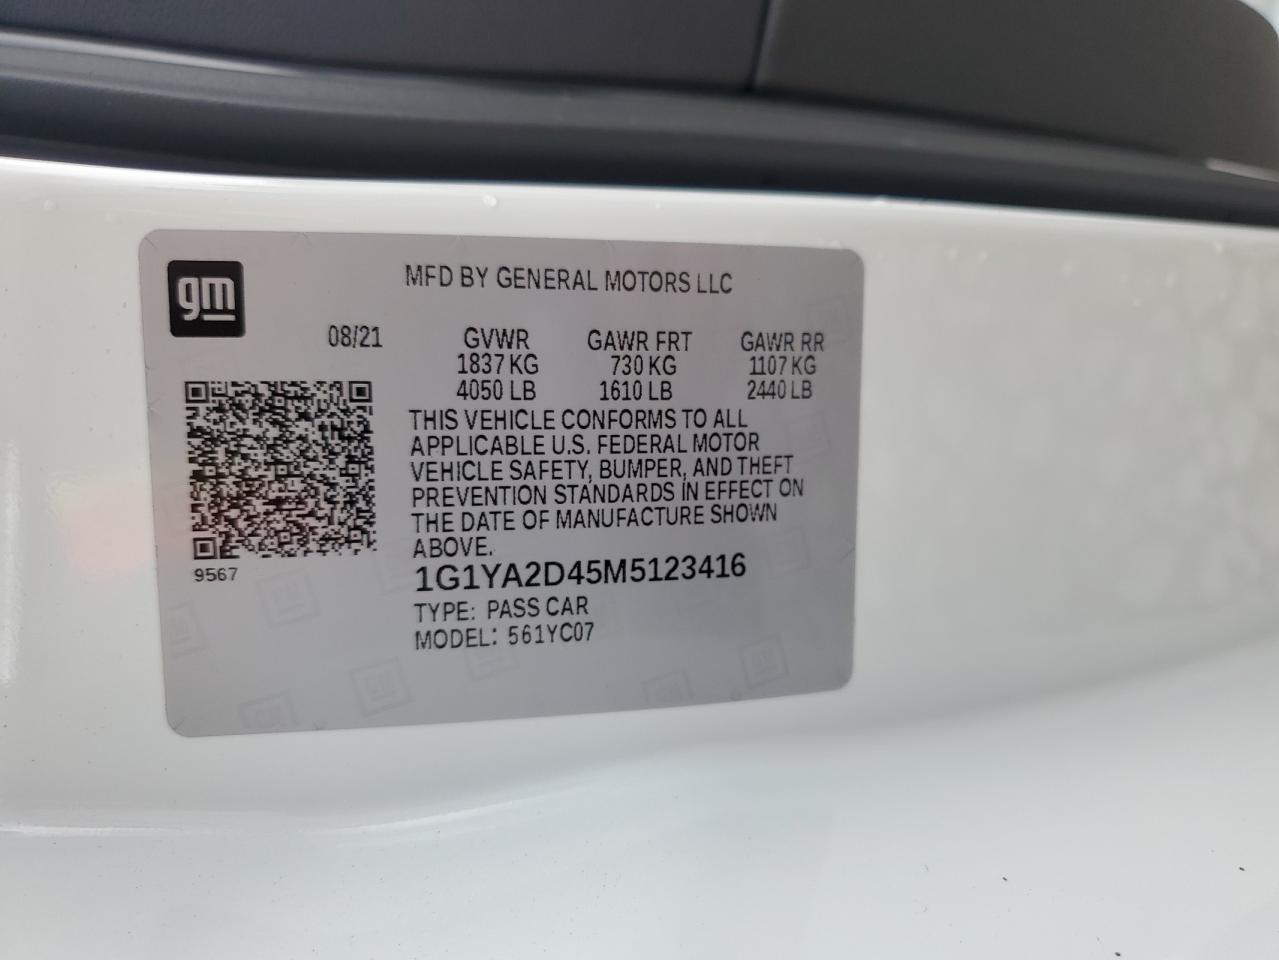 gm
MFD BY GENERAL MOTORS LLC
08/21 GVWR GAWR FRT GAWR RR
1837 KG 730 KG 1107 KG
4050 LB 1610 LB 2440 LB
THIS VEHICLE CONFORMS TO ALL
APPLICABLE U.S. FEDERAL MOTOR
VEHICLE SAFETY, BUMPER, AND THEFT
PREVENTION STANDARDS IN EFFECT ON
THE DATE OF MANUFACTURE SHOWN
ABOVE.
9567
1G1YA2D45M5123416
TYPE: PASS CAR
MODEL: 561YC07